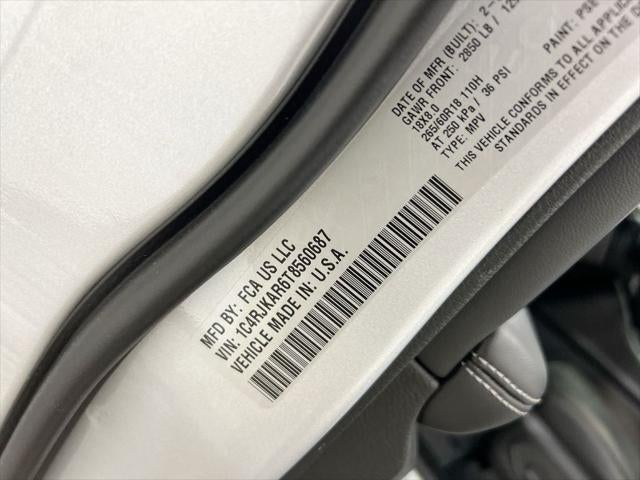 MFD BY: FCA US LLC
VIN: 1C4RJKAR6T8560687
VEHICLE MADE IN: U.S.A.
DATE OF MFR (BUILT): 2-
GAWR FRONT: 2850 LB /
18X8.0
265/60R18 110H
AT 250 kPa / 36 PSI
TYPE: MPV
PAINT:
THIS VEHICLE CONFORMS TO ALL
STANDARDS IN EFFECT ON THE